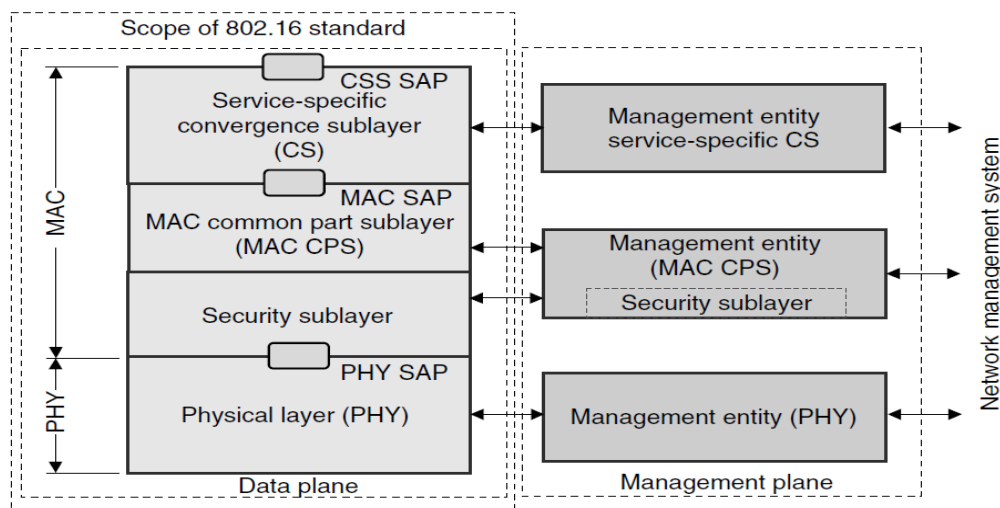 Scope of 802.16 standard
CSS SAP
Service-specific
convergence sublayer
(CS)
MAC SAP
MAC common part sublayer
(MAC CPS)
Security sublayer
PHY SAP
Physical layer (PHY)
Data plane
MAC
PHY
Management entity
service-specific CS
Management entity
(MAC CPS)
Security sublayer
Management entity (PHY)
Management plane
Network management system